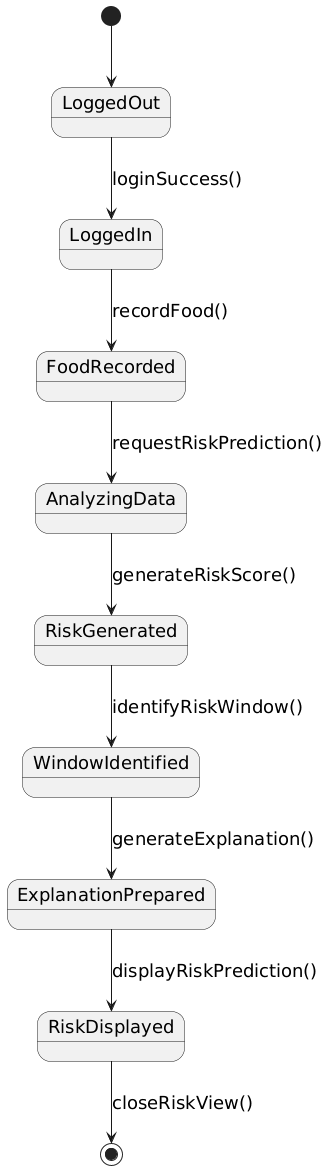 LoggedOut
loginSuccess()
LoggedIn
recordFood()
FoodRecorded
requestRiskPrediction()
AnalyzingData
generateRiskScore()
RiskGenerated
identifyRiskWindow()
WindowIdentified
generateExplanation()
ExplanationPrepared
displayRiskPrediction()
RiskDisplayed
closeRiskView()